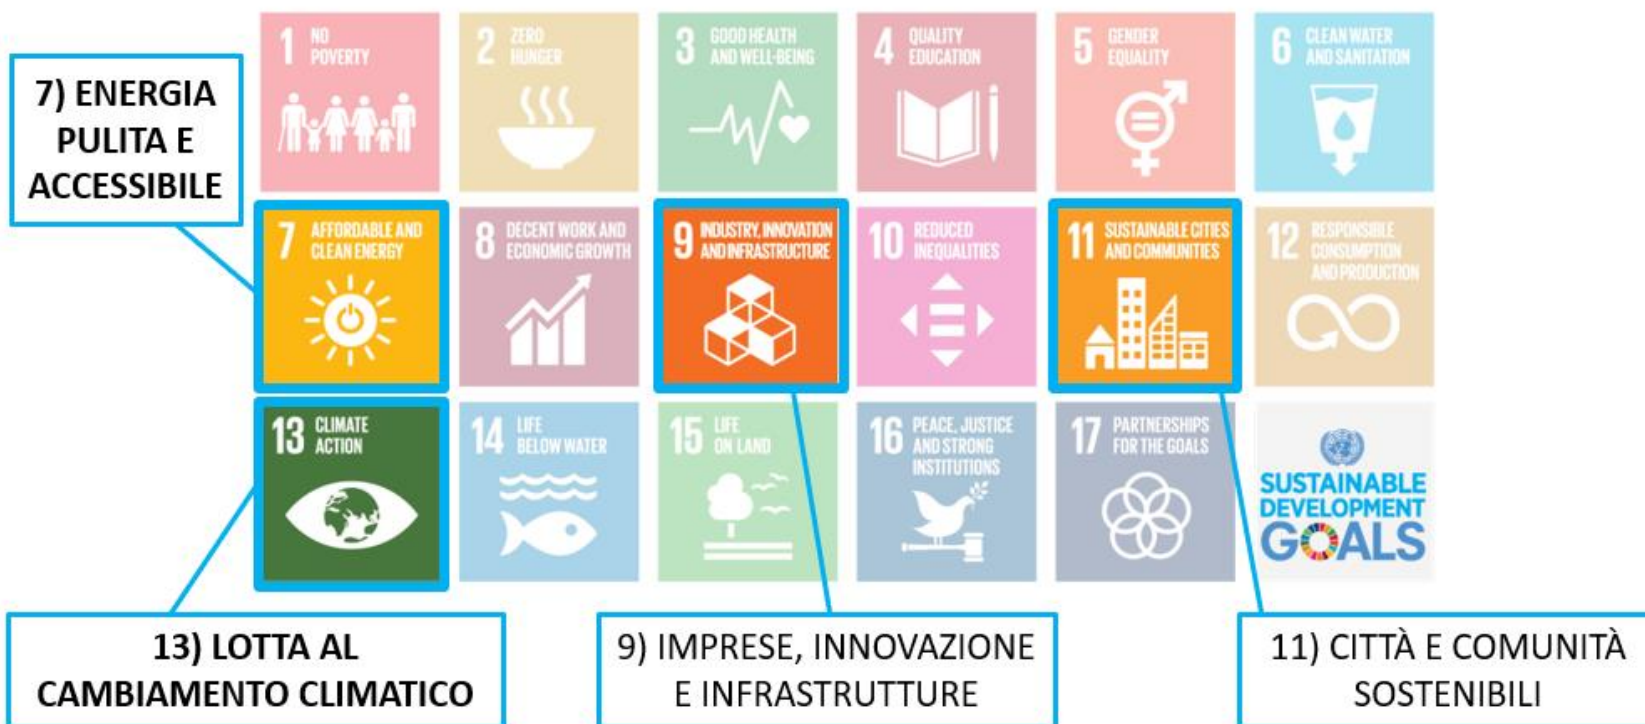 7) ENERGIA
PULITA E
ACCESSIBILE
1 NO
POVERTY
2 ZERO
HUNGER
3 GOOD HEALTH
AND WELL-BEING
4 QUALITY
EDUCATION
5 GENDER
EQUALITY
6 CLEAN WATER
AND SANITATION
7 AFFORDABLE AND
CLEAN ENERGY
8 DECENT WORK AND
ECONOMIC GROWTH
9 INDUSTRY, INNOVATION
AND INFRASTRUCTURE
10 REDUCED
INEQUALITIES
11 SUSTAINABLE CITIES
AND COMMUNITIES
12 RESPONSIBLE
CONSUMPTION
AND PRODUCTION
13 CLIMATE
ACTION
14 LIFE
BELOW WATER
15 LIFE
ON LAND
16 PEACE, JUSTICE
AND STRONG
INSTITUTIONS
17 PARTNERSHIPS
FOR THE GOALS
SUSTAINABLE
DEVELOPMENT
GOALS
13) LOTTA AL
CAMBIAMENTO CLIMATICO
9) IMPRESE, INNOVAZIONE
E INFRASTRUTTURE
11) CITTÀ E COMUNITÀ
SOSTENIBILI